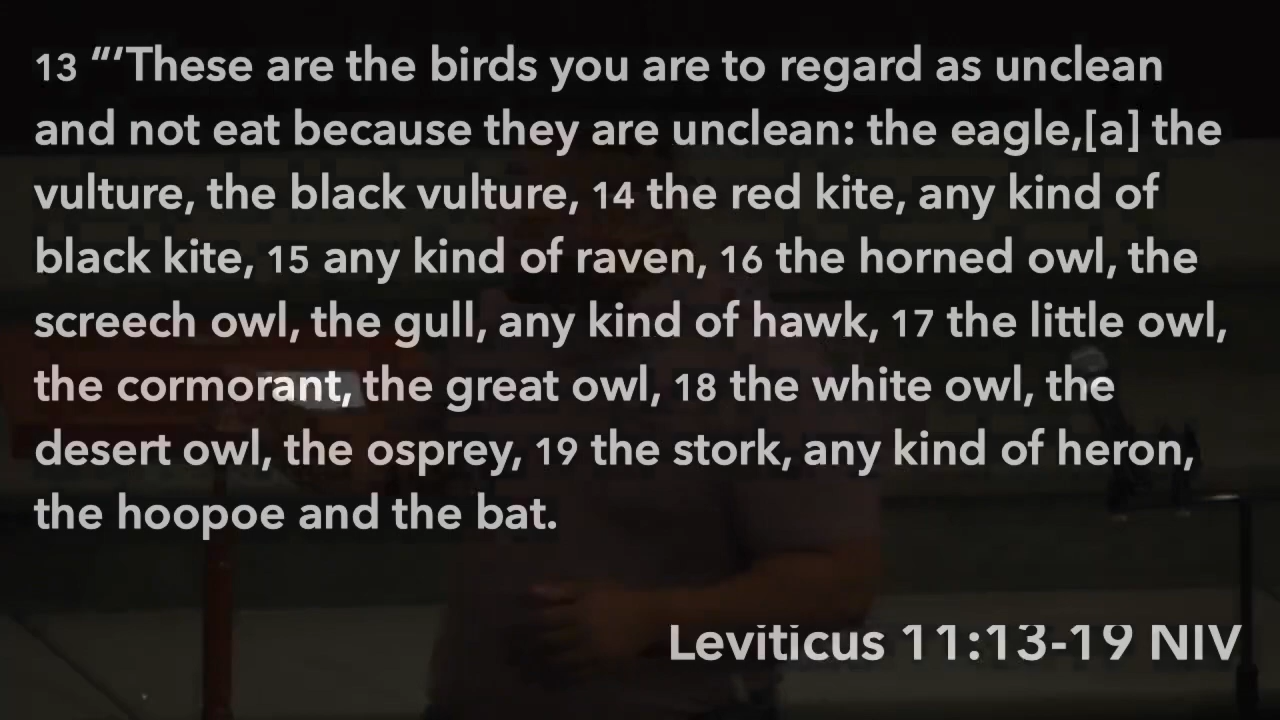 13 “‘These are the birds you are to regard as unclean
and not eat because they are unclean: the eagle,[a] the
vulture, the black vulture, 14 the red kite, any kind of
black kite, 15 any kind of raven, 16 the horned owl, the
screech owl, the gull, any kind of hawk, 17 the little owl,
the cormorant, the great owl, 18 the white owl, the
desert owl, the osprey, 19 the stork, any kind of heron,
the hoopoe and the bat.
Leviticus 11:13-19 NIV